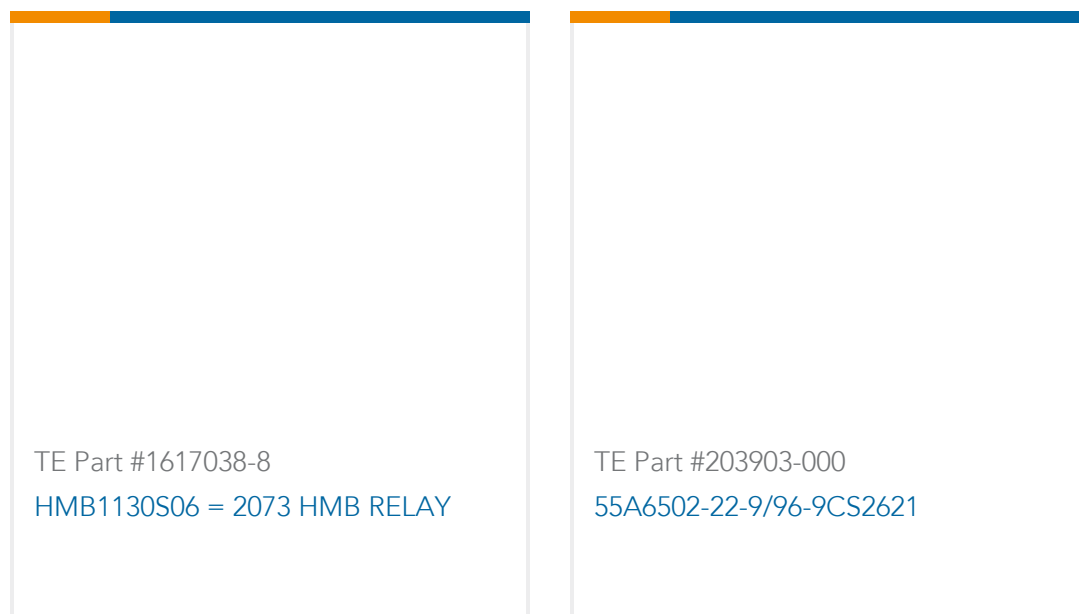 TE Part #1617038-8
HMB1130S06 = 2073 HMB RELAY
TE Part #203903-000
55A6502-22-9/96-9CS2621